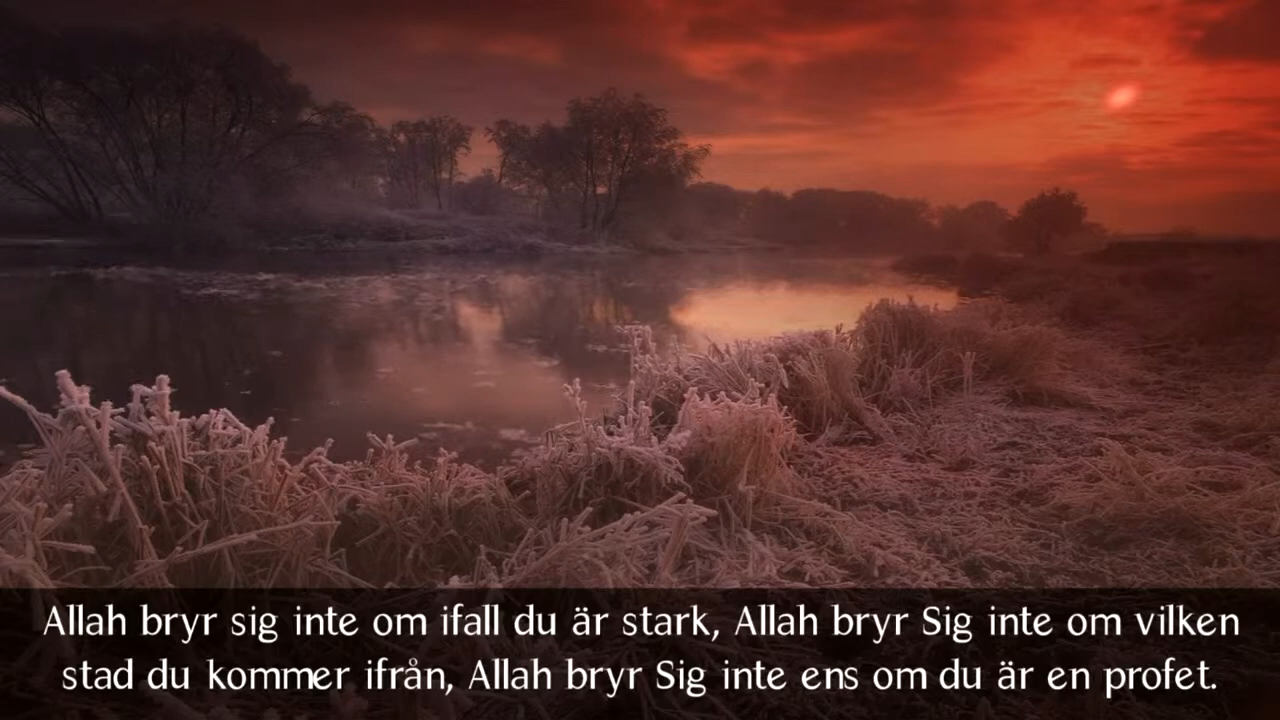 Allah bryr sig inte om ifall du är stark, Allah bryr Sig inte om vilken
stad du kommer ifrån, Allah bryr Sig inte ens om du är en profet.